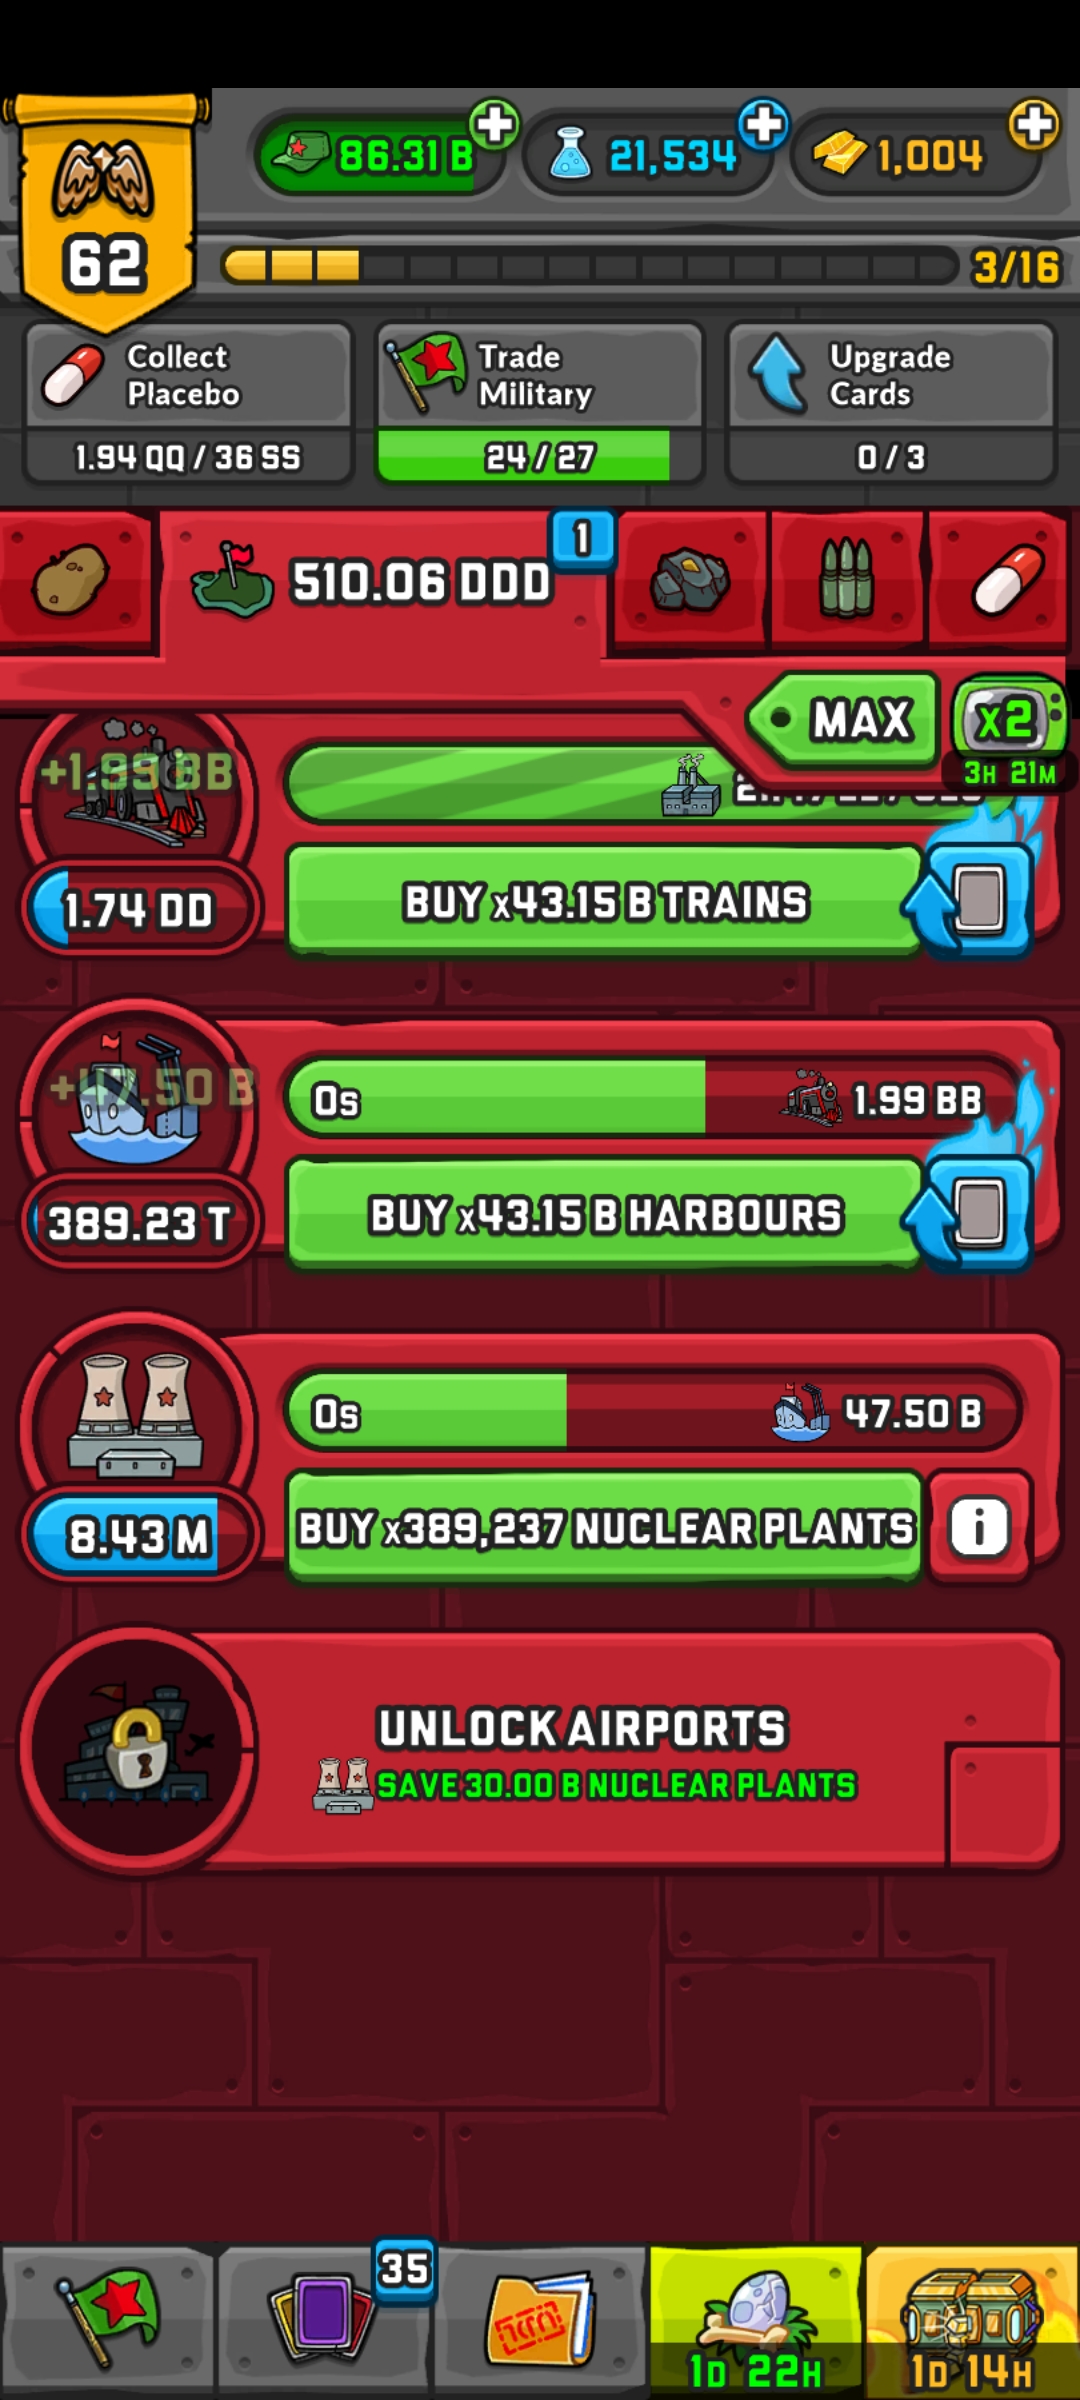 86.31 B
21,534
1,004
62
3/16
Collect
Placebo
Trade
Military
Upgrade
Cards
1.94 QQ / 36 SS
24 / 27
0 / 3
1
510.06 DDD
MAX
x2
3H 21M
+1.99 BB
1.74 DD
BUY x43.15 B TRAINS
+47.50 B
0s
1.99 BB
389.23 T
BUY x43.15 B HARBOURS
0s
47.50 B
8.43 M
BUY x389,237 NUCLEAR PLANTS
i
UNLOCK AIRPORTS
SAVE 30.00 B NUCLEAR PLANTS
35
1D 22H
1D 14H